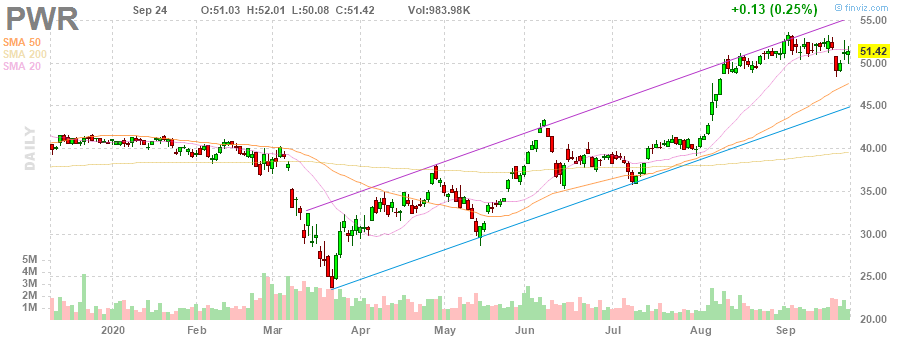 PWR Sep 24 O:51.03 H:52.01 L:50.08 C:51.42 Vol:983.98K +0.13 (0.25%) © finviz.com
SMA 50
SMA 200
SMA 20
DAILY
55.00
51.42
50.00
45.00
40.00
35.00
30.00
25.00
20.00
5M
4M
3M
2M
1M
2020 Feb Mar Apr May Jun Jul Aug Sep